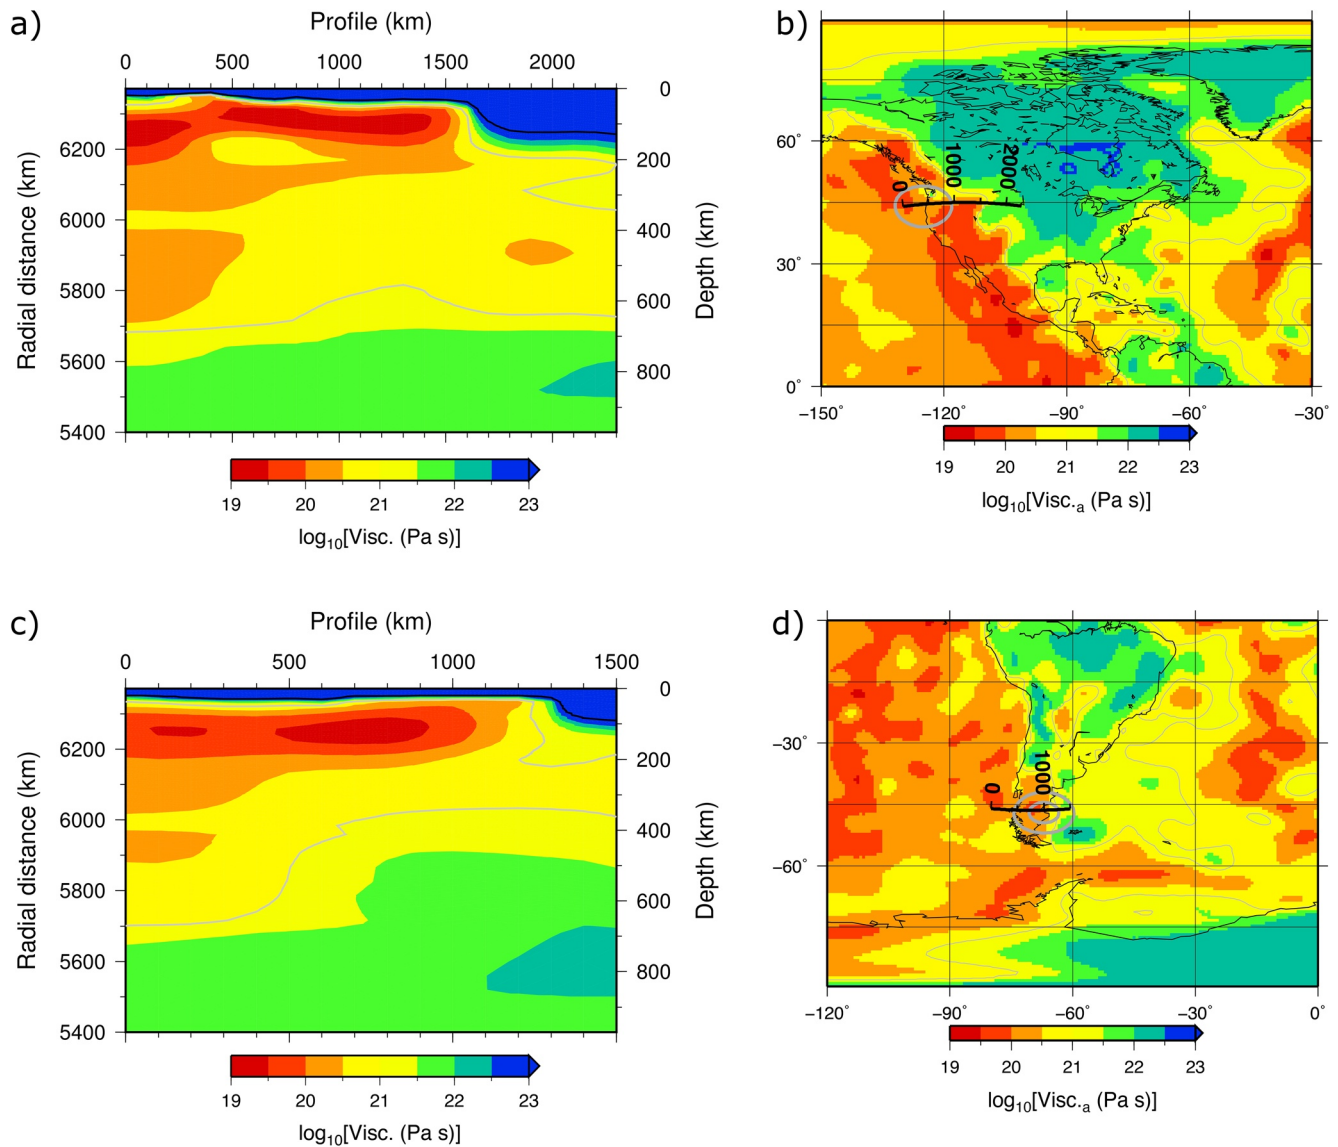 a)
Profile (km)
0 500 1000 1500 2000
Radial distance (km)
6200
6000
5800
5600
5400
0
200
400
600
800
Depth (km)
19 20 21 22 23
log10[Visc. (Pa s)]
b)
60°
30°
0°
0 1000 2000
−150° −120° −90° −60° −30°
19 20 21 22 23
log10[Visc.a (Pa s)]
c)
Profile (km)
0 500 1000 1500
Radial distance (km)
6200
6000
5800
5600
5400
0
200
400
600
800
Depth (km)
19 20 21 22 23
log10[Visc. (Pa s)]
d)
−30°
−60°
0 1000
−120° −90° −60° −30° 0°
19 20 21 22 23
log10[Visc.a (Pa s)]